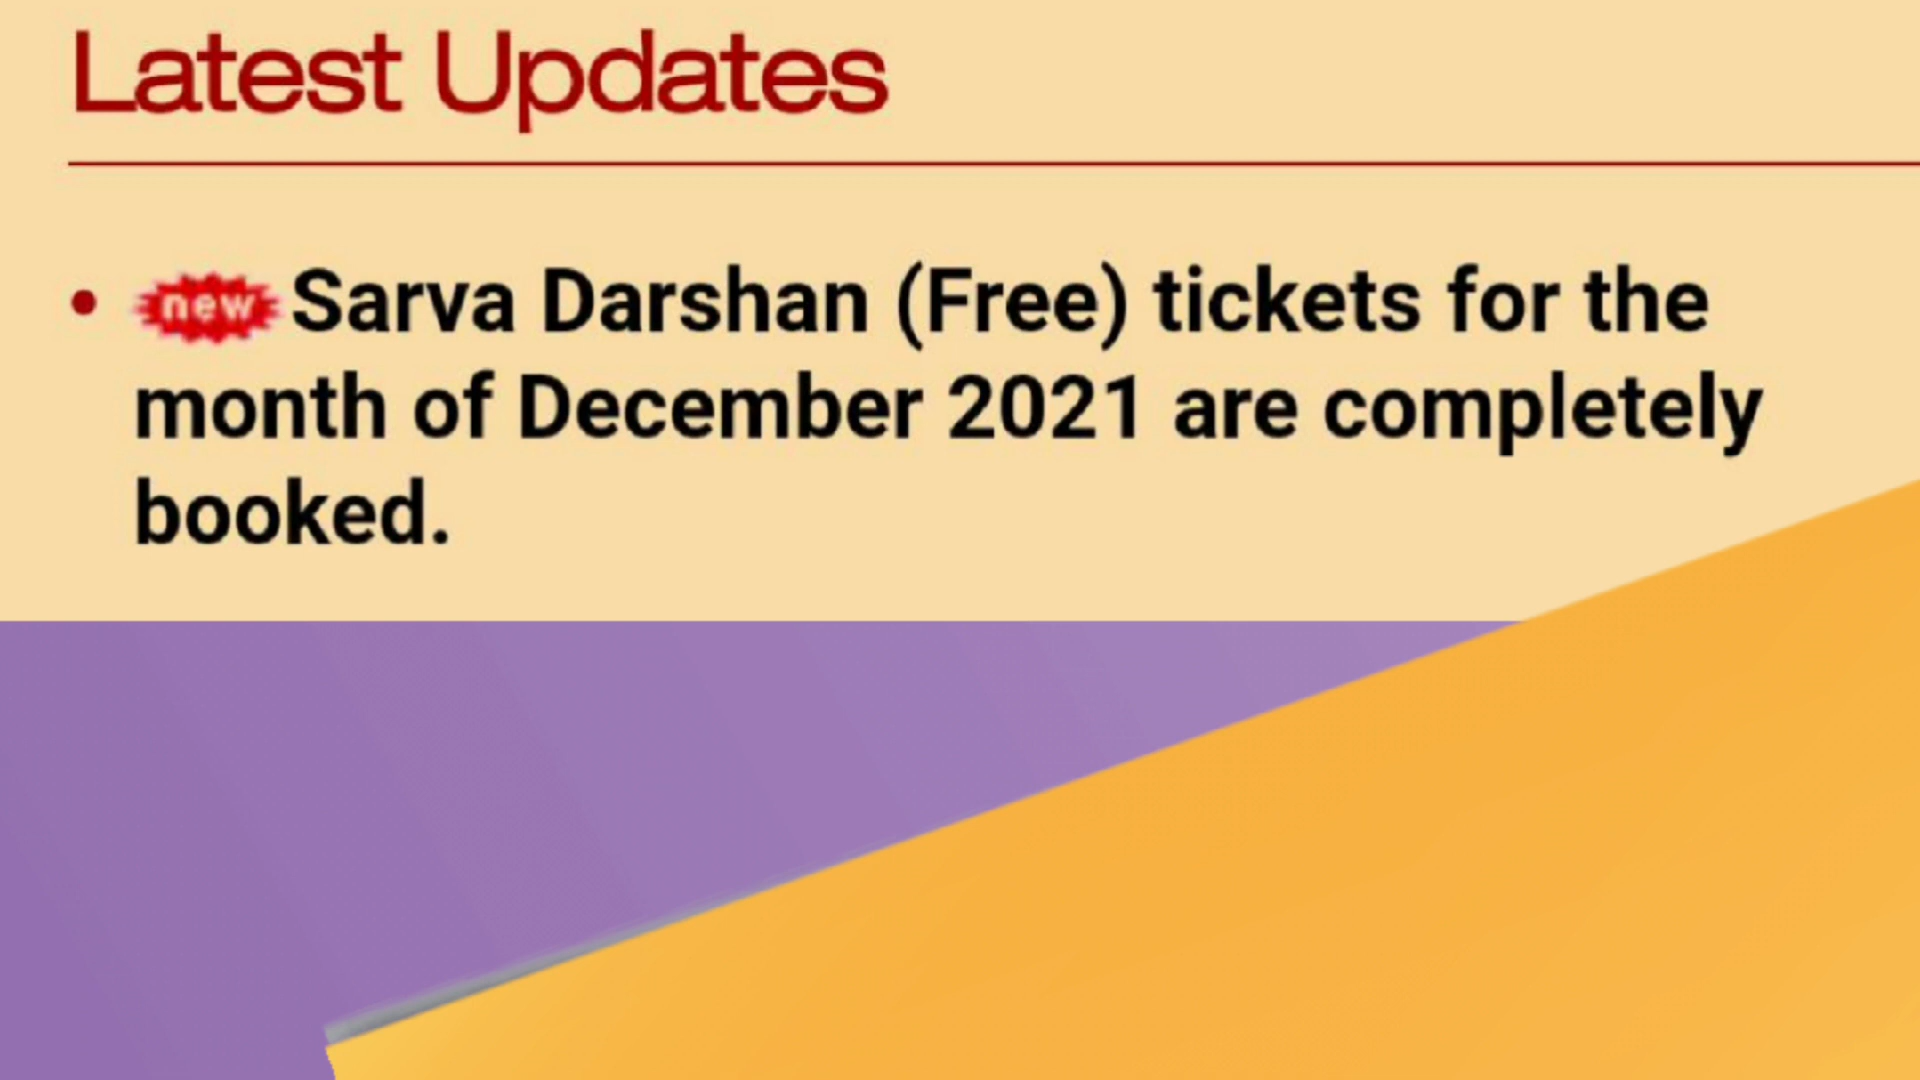 Latest Updates
• new Sarva Darshan (Free) tickets for the
month of December 2021 are completely
booked.